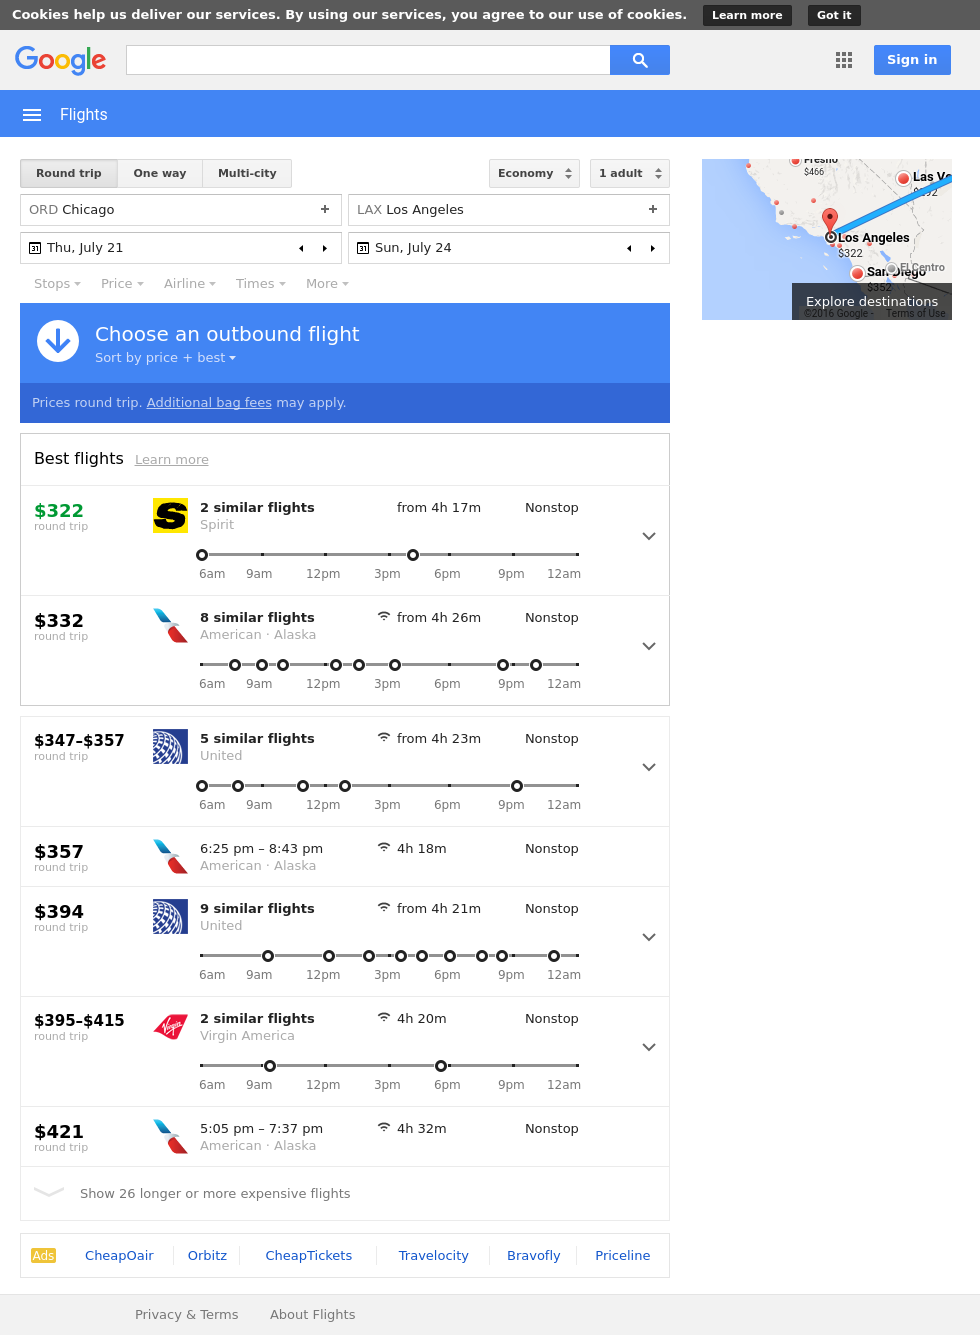 Cookies help us deliver our services. By using our services, you agree to our use of cookies. Learn more Got it
Google Sign in
Flights
Round trip One way Multi-city Economy 1 adult
ORD Chicago + LAX Los Angeles +
31 Thu, July 21 31 Sun, July 24
Stops Price Airline Times More
Fresno
$466
Las Ve
Los Angeles
$322
San Diego
$352
El Centro
Explore destinations
©2016 Google - Terms of Use
Choose an outbound flight
Sort by price + best
Prices round trip. Additional bag fees may apply.
Best flights Learn more
$322 2 similar flights from 4h 17m Nonstop
round trip Spirit
6am 9am 12pm 3pm 6pm 9pm 12am
$332 8 similar flights from 4h 26m Nonstop
round trip American · Alaska
6am 9am 12pm 3pm 6pm 9pm 12am
$347–$357 5 similar flights from 4h 23m Nonstop
round trip United
6am 9am 12pm 3pm 6pm 9pm 12am
$357 6:25 pm – 8:43 pm 4h 18m Nonstop
round trip American · Alaska
$394 9 similar flights from 4h 21m Nonstop
round trip United
6am 9am 12pm 3pm 6pm 9pm 12am
$395–$415 Virgin 2 similar flights 4h 20m Nonstop
round trip Virgin America
6am 9am 12pm 3pm 6pm 9pm 12am
$421 5:05 pm – 7:37 pm 4h 32m Nonstop
round trip American · Alaska
Show 26 longer or more expensive flights
Ads CheapOair Orbitz CheapTickets Travelocity Bravofly Priceline
Privacy & Terms About Flights